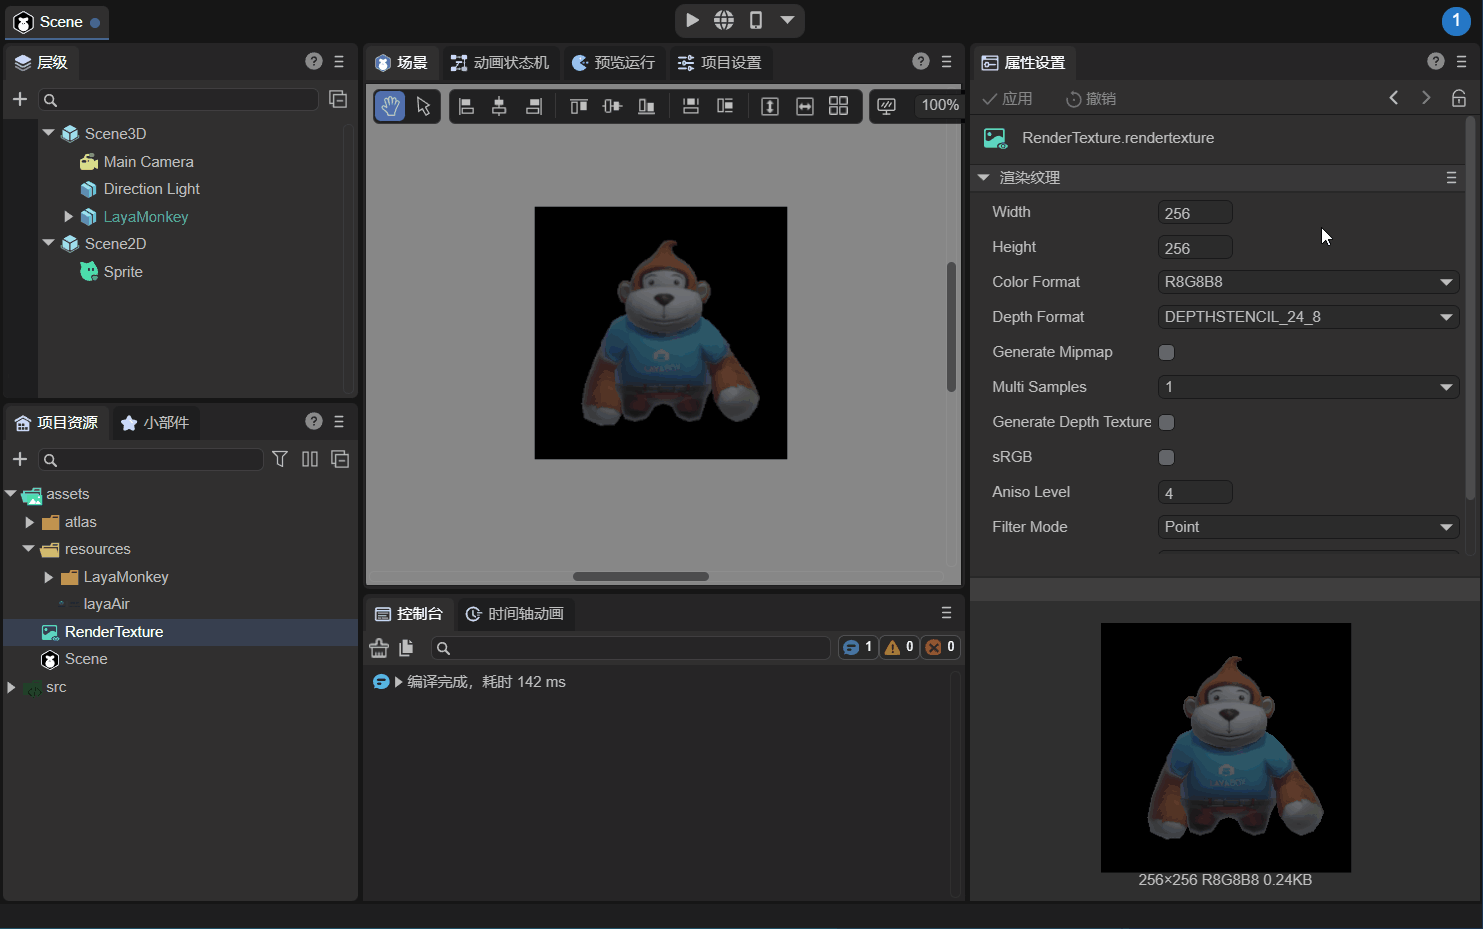 Scene
1
层级
Scene3D
Main Camera
Direction Light
LayaMonkey
Scene2D
Sprite
项目资源
小部件
assets
atlas
resources
LayaMonkey
layaAir
RenderTexture
Scene
src
场景
动画状态机
预览运行
项目设置
100%
控制台
时间轴动画
1
0
0
编译完成，耗时 142 ms
属性设置
应用
撤销
RenderTexture.rendertexture
渲染纹理
Width 256
Height 256
Color Format R8G8B8
Depth Format DEPTHSTENCIL_24_8
Generate Mipmap
Multi Samples 1
Generate Depth Texture
sRGB
Aniso Level 4
Filter Mode Point
256×256 R8G8B8 0.24KB